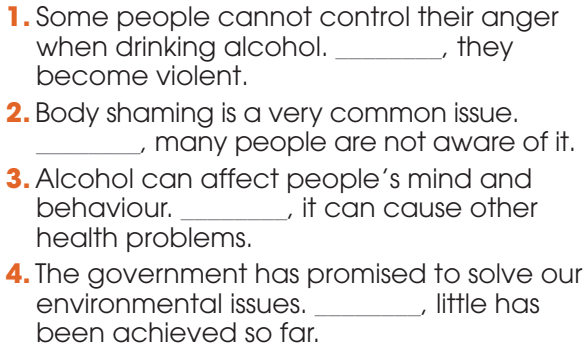 1. Some people cannot control their anger
when drinking alcohol. ________, they
become violent.
2. Body shaming is a very common issue.
________, many people are not aware of it.
3. Alcohol can affect people's mind and
behaviour. ________, it can cause other
health problems.
4. The government has promised to solve our
environmental issues. ________, little has
been achieved so far.